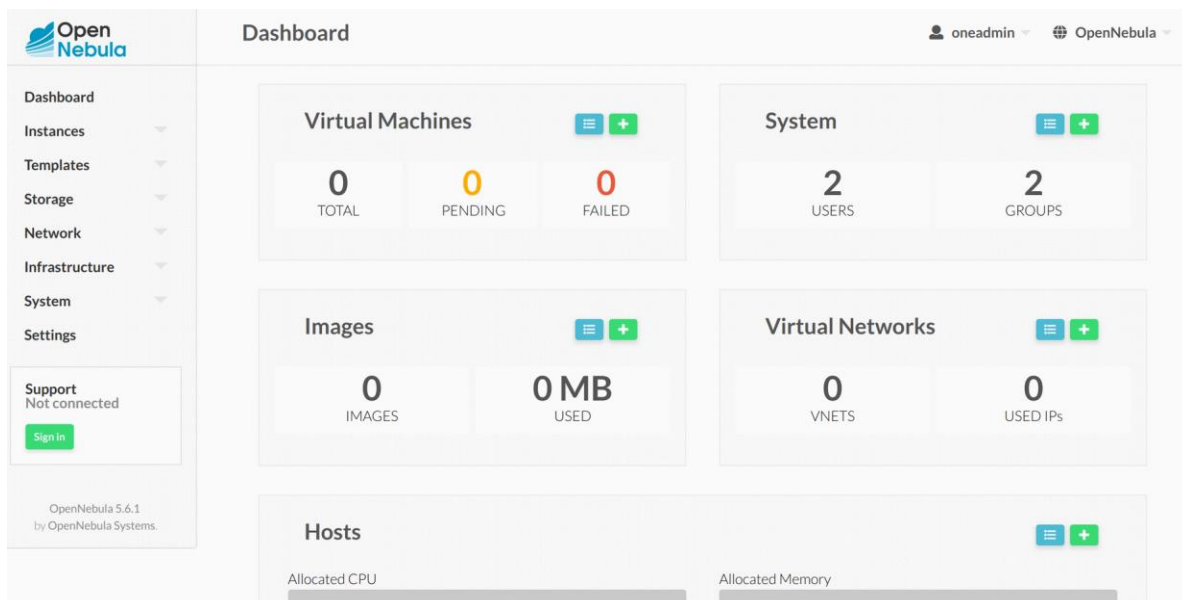 Open
Nebula
Dashboard
oneadmin
OpenNebula
Dashboard
Instances
Templates
Storage
Network
Infrastructure
System
Settings
Support
Not connected
Sign in
OpenNebula 5.6.1
by OpenNebula Systems.
Virtual Machines
0
TOTAL
0
PENDING
0
FAILED
System
2
USERS
2
GROUPS
Images
0
IMAGES
0 MB
USED
Virtual Networks
0
VNETS
0
USED IPs
Hosts
Allocated CPU
Allocated Memory